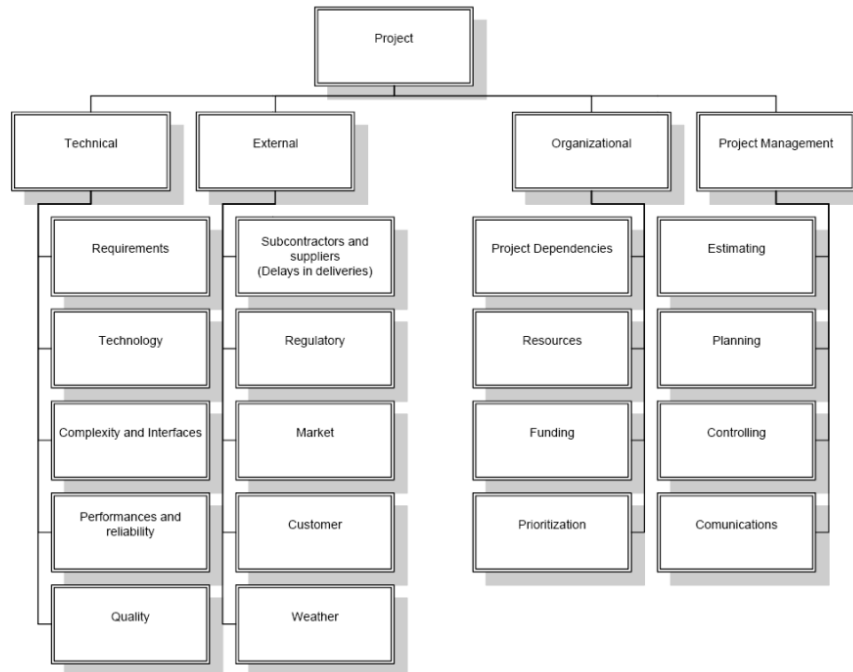 Project
Technical
External
Organizational
Project Management
Requirements
Subcontractors and
suppliers
(Delays in deliveries)
Project Dependencies
Estimating
Technology
Regulatory
Resources
Planning
Complexity and Interfaces
Market
Funding
Controlling
Performances and
reliability
Customer
Prioritization
Comunications
Quality
Weather